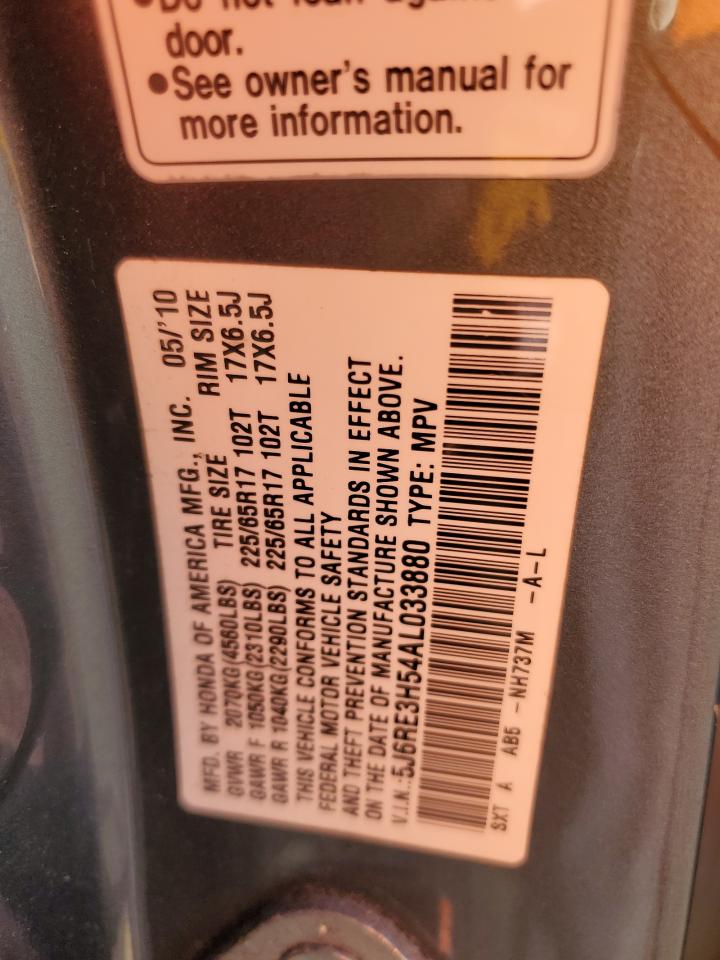 door.
•See owner's manual for
more information.
MFD. BY HONDA OF AMERICA MFG., INC. 05/'10
GVWR 2070KG(4560LBS) TIRE SIZE RIM SIZE
GAWR F 1050KG(2310LBS) 225/65R17 102T 17X6.5J
GAWR R 1040KG(2290LBS) 225/65R17 102T 17X6.5J
THIS VEHICLE CONFORMS TO ALL APPLICABLE
FEDERAL MOTOR VEHICLE SAFETY
AND THEFT PREVENTION STANDARDS IN EFFECT
ON THE DATE OF MANUFACTURE SHOWN ABOVE.
V.I.N.:5J6RE3H54AL033880 TYPE: MPV
SXT A AB5 -NH737M -A-L